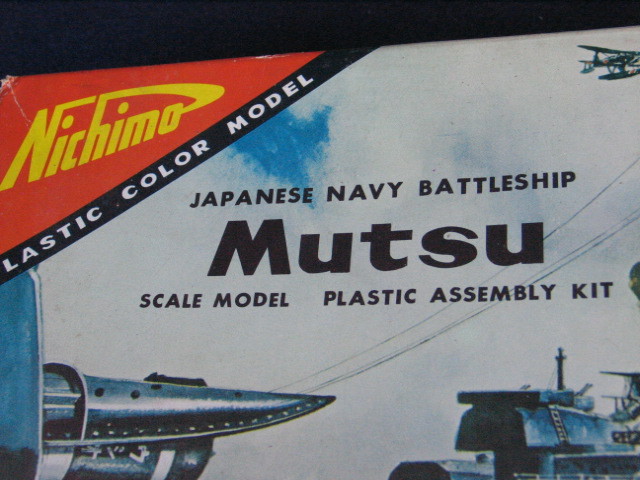 Nichimo
LASTIC COLOR MODEL
JAPANESE NAVY BATTLESHIP
Mutsu
SCALE MODEL PLASTIC ASSEMBLY KIT